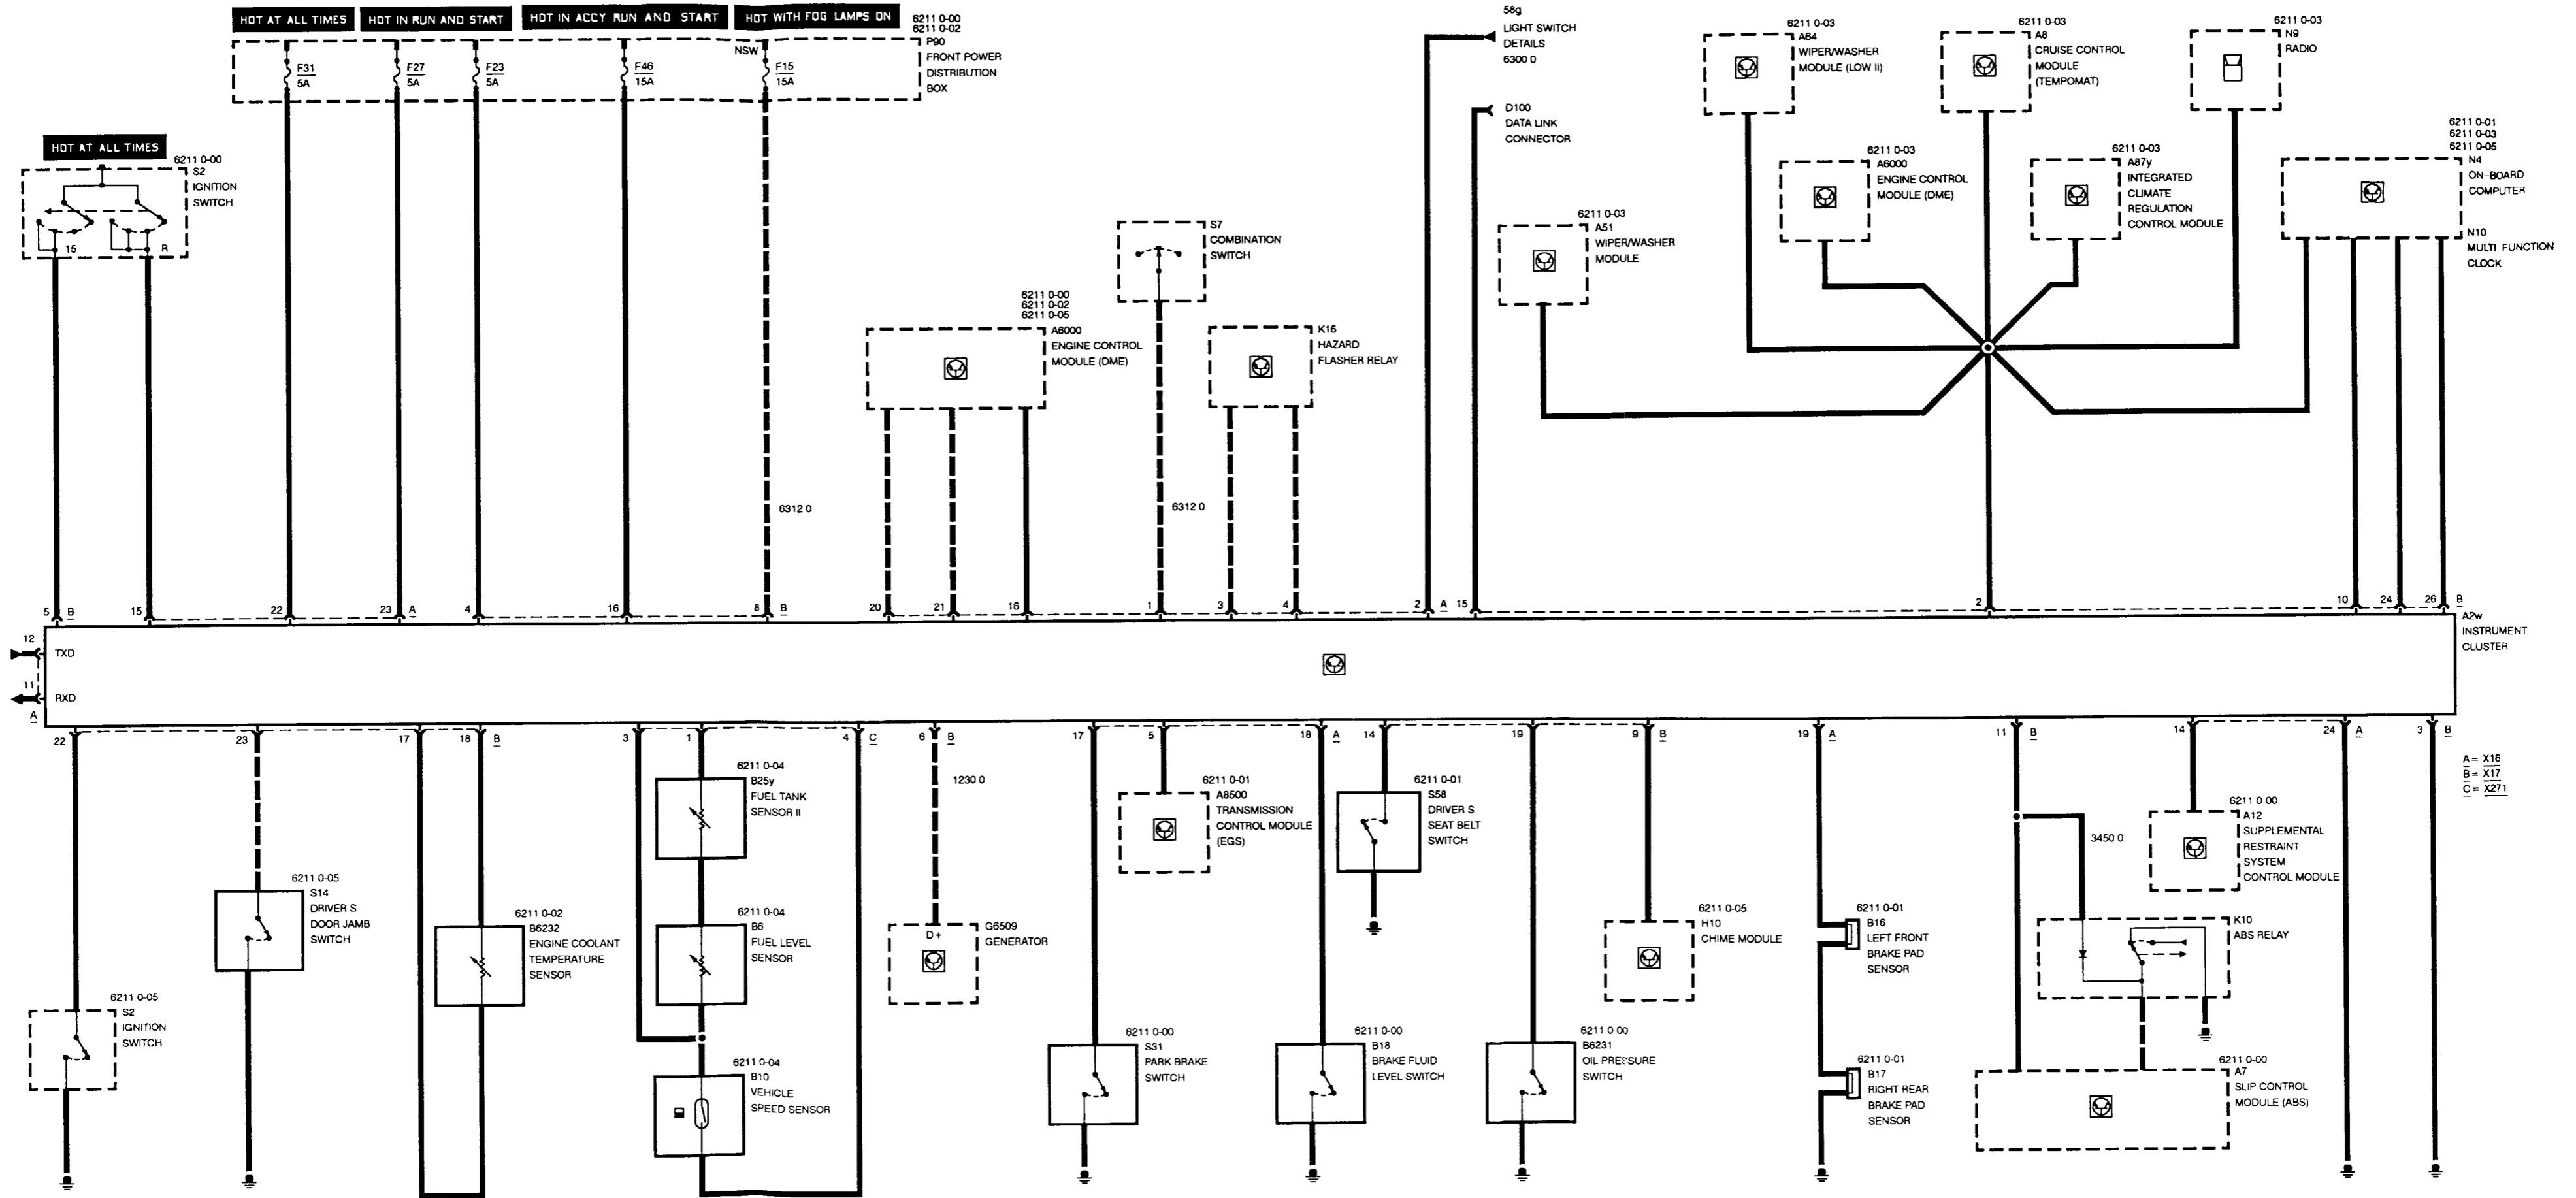 HOT AT ALL TIMES
HOT IN RUN AND START
HOT IN ACCY RUN AND START
HOT WITH FOG LAMPS ON
6211 0-00
6211 0-02
P90
FRONT POWER
DISTRIBUTION
BOX
NSW
F31
5A
F27
5A
F23
5A
F46
15A
F15
15A
58g
LIGHT SWITCH
DETAILS
6300 0
D100
DATA LINK
CONNECTOR
6211 0-03
A64
WIPER/WASHER
MODULE (LOW II)
6211 0-03
A8
CRUISE CONTROL
MODULE
(TEMPOMAT)
6211 0-03
N9
RADIO
HOT AT ALL TIMES
6211 0-00
S2
IGNITION
SWITCH
15
R
6211 0-03
A6000
ENGINE CONTROL
MODULE (DME)
6211 0-03
A87y
INTEGRATED
CLIMATE
REGULATION
CONTROL MODULE
6211 0-01
6211 0-03
6211 0-05
N4
ON-BOARD
COMPUTER
N10
MULTI FUNCTION
CLOCK
6211 0-03
A51
WIPER/WASHER
MODULE
S7
COMBINATION
SWITCH
6211 0-00
6211 0-02
6211 0-05
A6000
ENGINE CONTROL
MODULE (DME)
K16
HAZARD
FLASHER RELAY
6312 0
6312 0
5 B 15 22 23 A 4 16 8 B 20 21 16 1 3 4 2 A 15 2 10 24 26 B
A2w
INSTRUMENT
CLUSTER
12
TXD
11
RXD
A
22 23 17 18 B 3 1 4 C 6 B 17 5 18 A 14 19 9 B 19 A 11 B 14 24 A 3 B
A = X16
B = X17
C = X271
6211 0-04
B25y
FUEL TANK
SENSOR II
1230 0
6211 0-01
A8500
TRANSMISSION
CONTROL MODULE
(EGS)
6211 0-01
S58
DRIVER S
SEAT BELT
SWITCH
3450 0
6211 0 00
A12
SUPPLEMENTAL
RESTRAINT
SYSTEM
CONTROL MODULE
6211 0-05
S14
DRIVER S
DOOR JAMB
SWITCH
6211 0-02
B6232
ENGINE COOLANT
TEMPERATURE
SENSOR
6211 0-04
B6
FUEL LEVEL
SENSOR
D+
G6509
GENERATOR
6211 0-05
H10
CHIME MODULE
6211 0-01
B16
LEFT FRONT
BRAKE PAD
SENSOR
K10
ABS RELAY
6211 0-05
S2
IGNITION
SWITCH
6211 0-04
B10
VEHICLE
SPEED SENSOR
6211 0-00
S31
PARK BRAKE
SWITCH
6211 0-00
B18
BRAKE FLUID
LEVEL SWITCH
6211 0 00
B6231
OIL PRESSURE
SWITCH
6211 0-01
B17
RIGHT REAR
BRAKE PAD
SENSOR
6211 0-00
A7
SLIP CONTROL
MODULE (ABS)